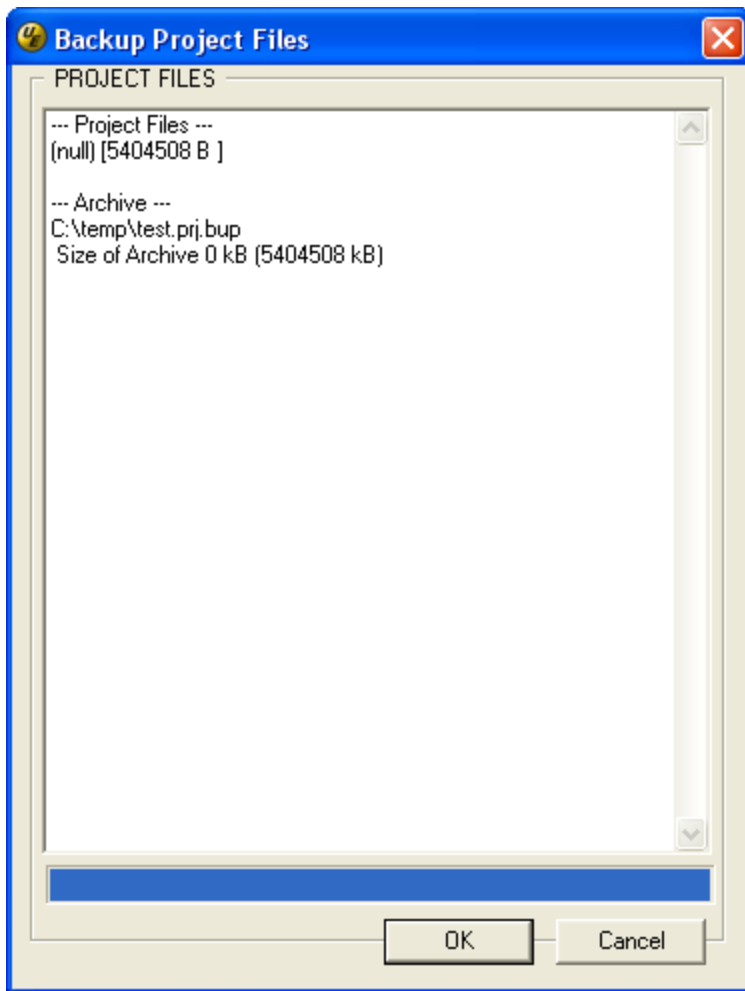 UE Backup Project Files
PROJECT FILES
--- Project Files ---
(null) [5404508 B ]
--- Archive ---
C:\temp\test.prj.bup
Size of Archive 0 kB (5404508 kB)
OK
Cancel